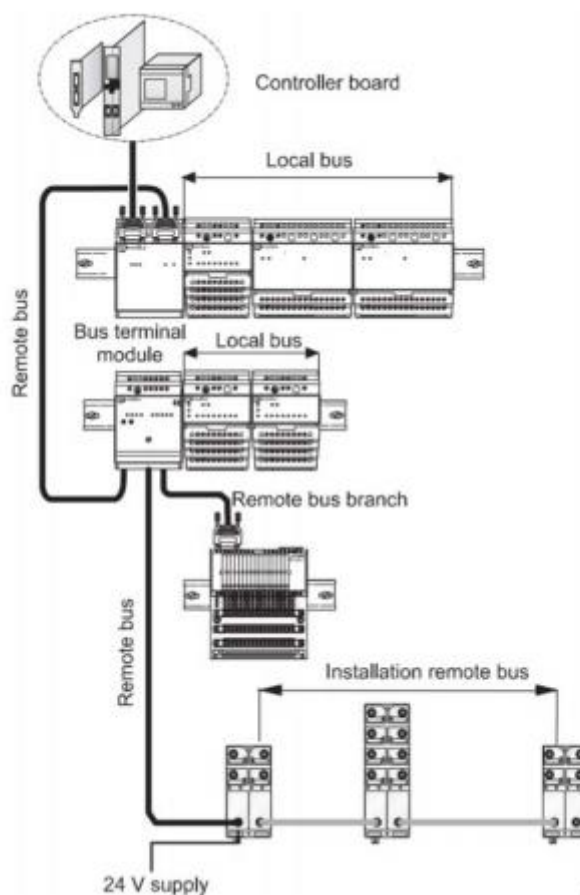 Controller board
Local bus
Remote bus
Bus terminal
module
Local bus
Remote bus branch
Remote bus
Installation remote bus
24 V supply